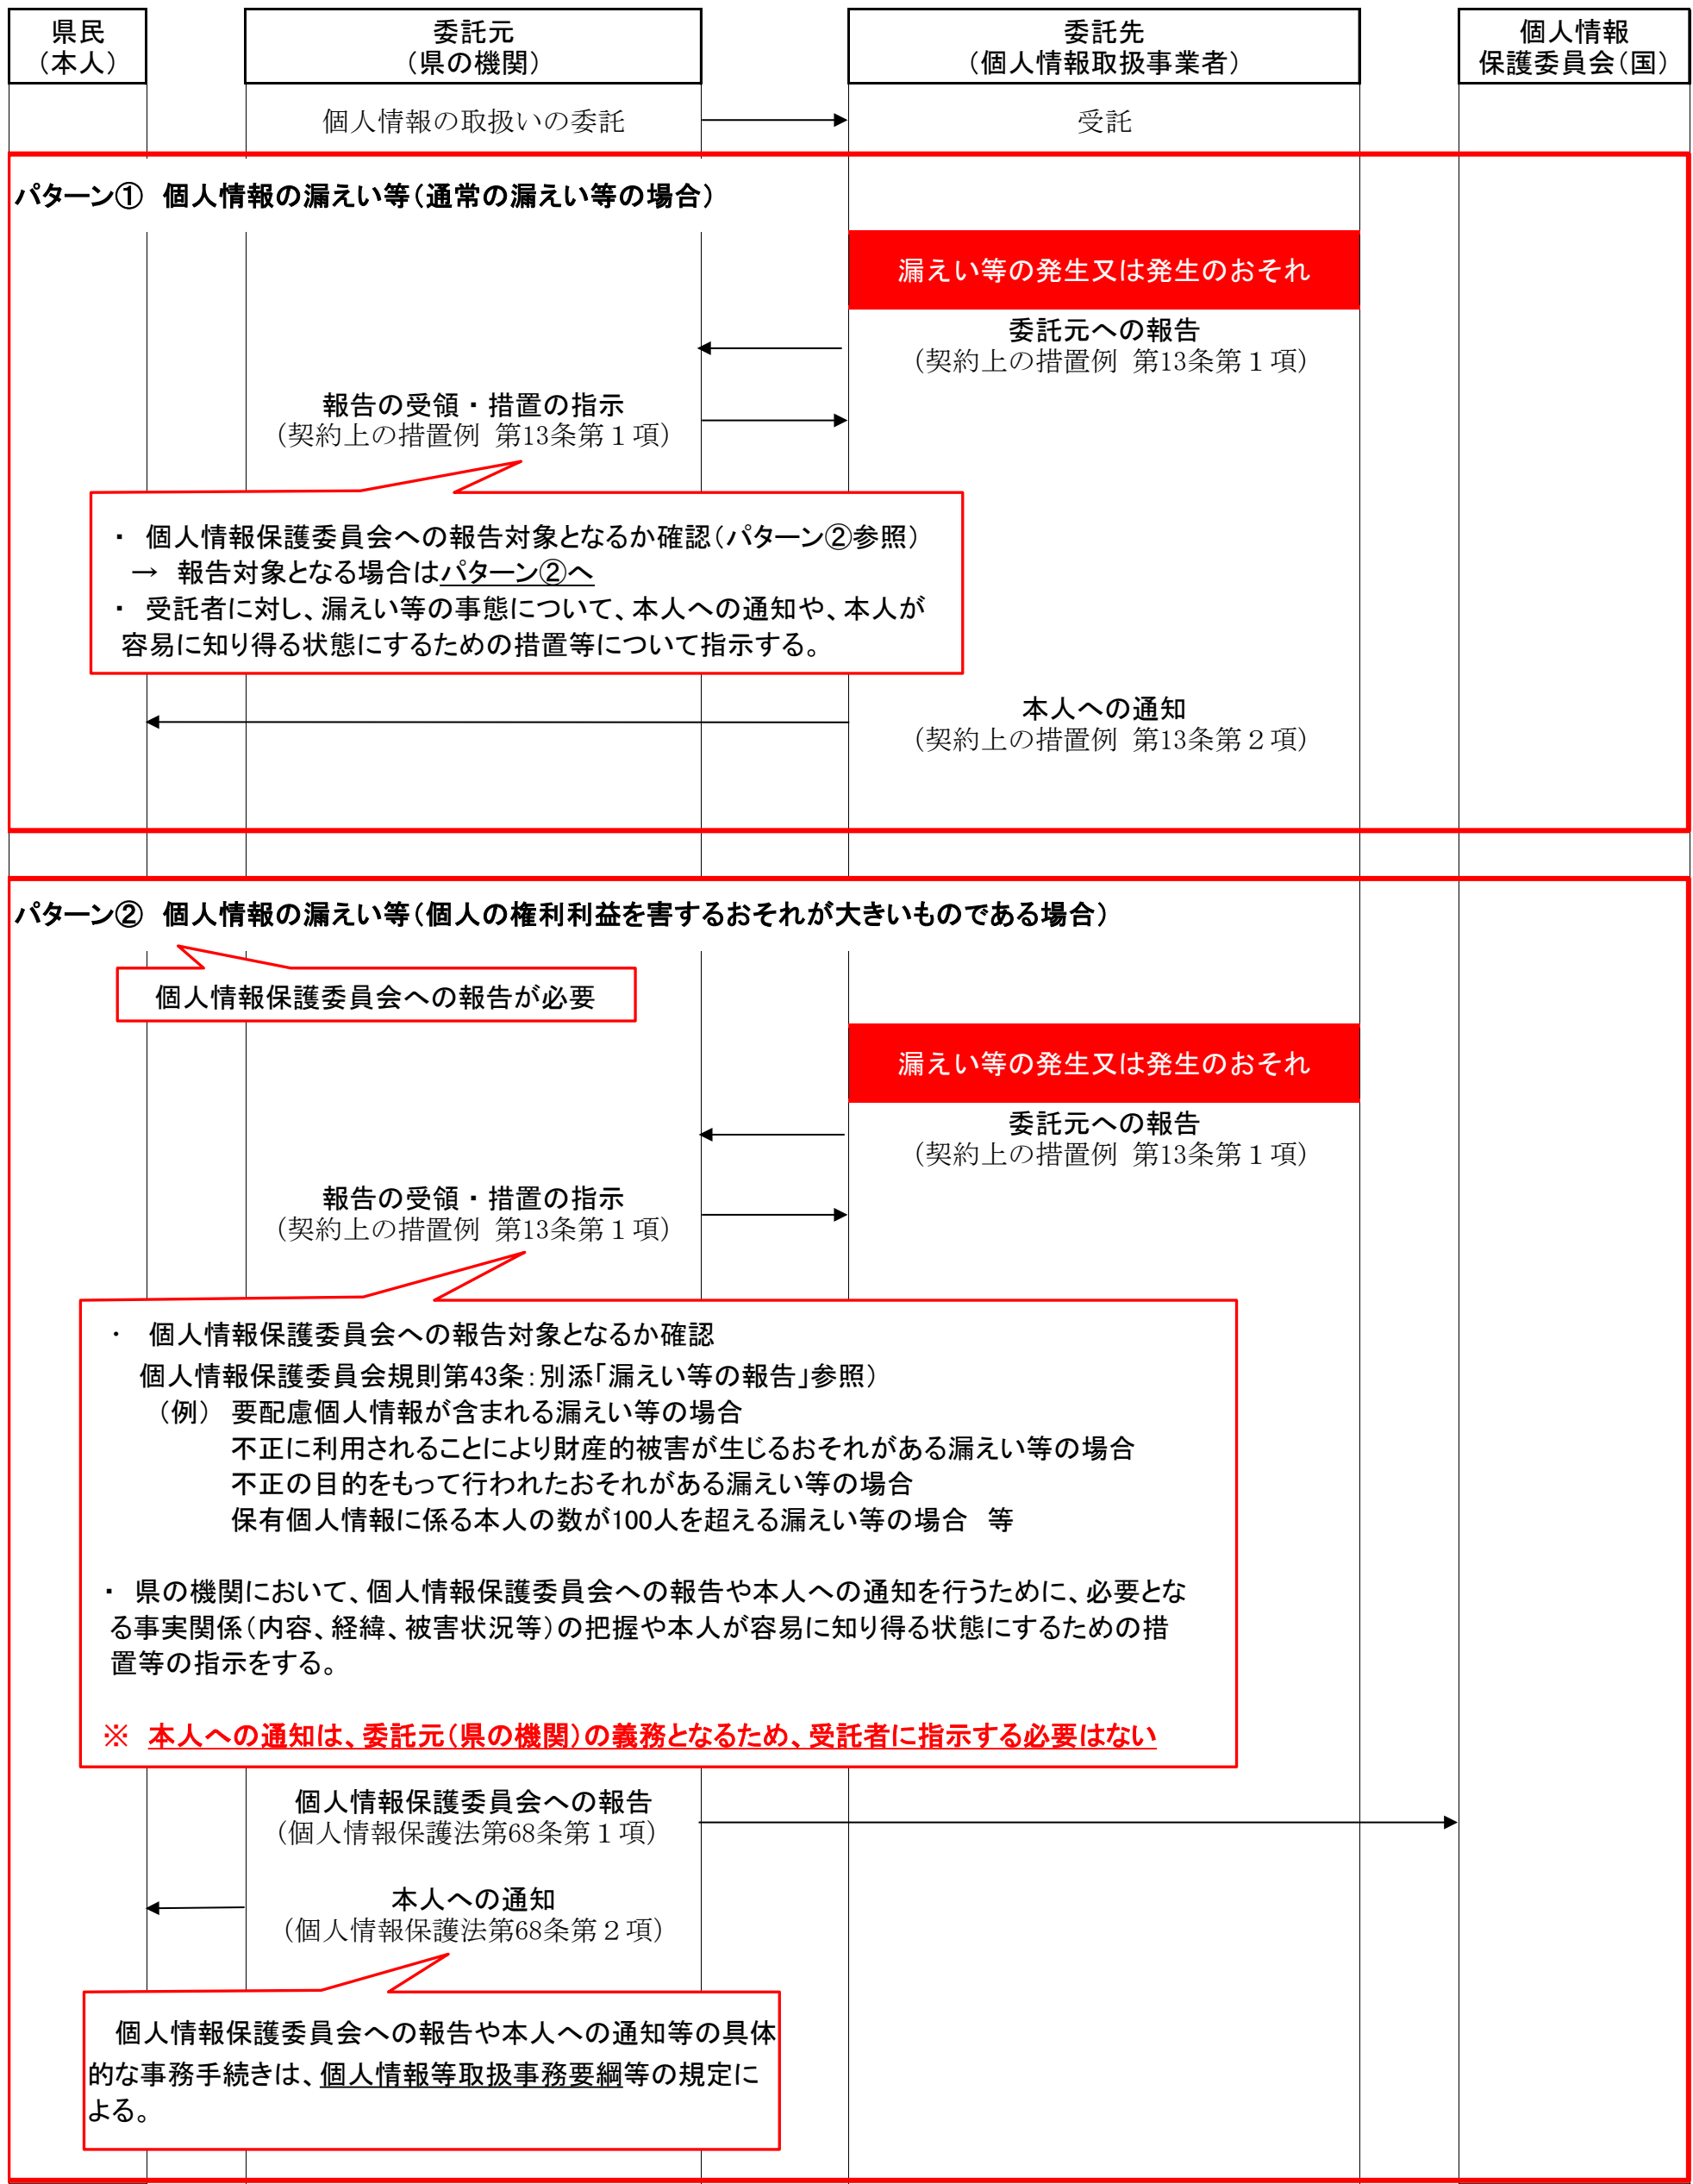 県民
（本人）
委託元
（県の機関）
委託先
（個人情報取扱事業者）
個人情報
保護委員会（国）
個人情報の取扱いの委託
受託
パターン①　個人情報の漏えい等（通常の漏えい等の場合）
漏えい等の発生又は発生のおそれ
委託元への報告
（契約上の措置例 第13条第１項）
報告の受領・措置の指示
（契約上の措置例 第13条第１項）
・ 個人情報保護委員会への報告対象となるか確認（パターン②参照）
→ 報告対象となる場合はパターン②へ
・ 受託者に対し、漏えい等の事態について、本人への通知や、本人が
容易に知り得る状態にするための措置等について指示する。
本人への通知
（契約上の措置例 第13条第２項）
パターン②　個人情報の漏えい等（個人の権利利益を害するおそれが大きいものである場合）
個人情報保護委員会への報告が必要
漏えい等の発生又は発生のおそれ
委託元への報告
（契約上の措置例 第13条第１項）
報告の受領・措置の指示
（契約上の措置例 第13条第１項）
・ 個人情報保護委員会への報告対象となるか確認
個人情報保護委員会規則第43条：別添「漏えい等の報告」参照）
（例） 要配慮個人情報が含まれる漏えい等の場合
不正に利用されることにより財産的被害が生じるおそれがある漏えい等の場合
不正の目的をもって行われたおそれがある漏えい等の場合
保有個人情報に係る本人の数が100人を超える漏えい等の場合　等
・ 県の機関において、個人情報保護委員会への報告や本人への通知を行うために、必要とな
る事実関係（内容、経緯、被害状況等）の把握や本人が容易に知り得る状態にするための措
置等の指示をする。
※ 本人への通知は、委託元（県の機関）の義務となるため、受託者に指示する必要はない
個人情報保護委員会への報告
（個人情報保護法第68条第１項）
本人への通知
（個人情報保護法第68条第２項）
個人情報保護委員会への報告や本人への通知等の具体
的な事務手続きは、個人情報等取扱事務要綱等の規定に
よる。